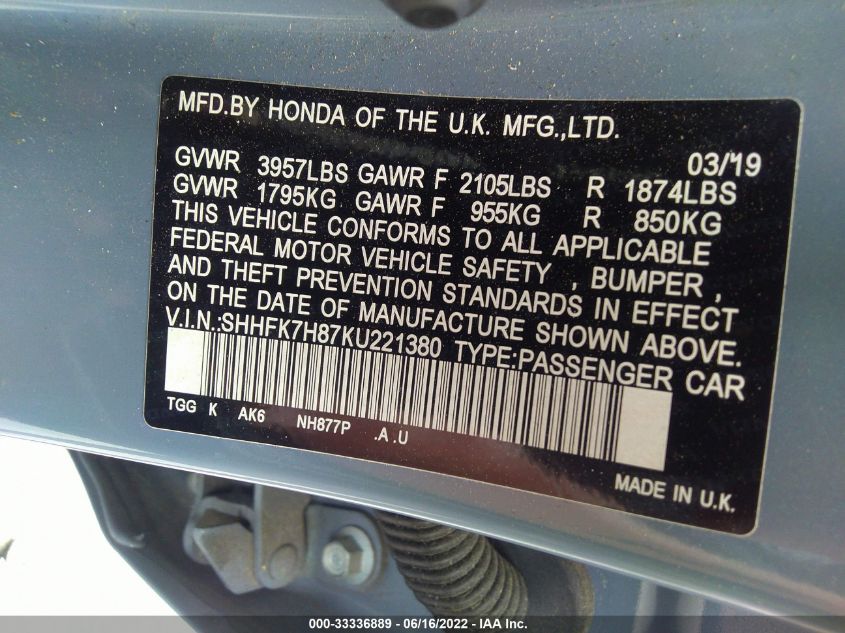 MFD.BY HONDA OF THE U.K. MFG.,LTD.
03/19
GVWR 3957LBS GAWR F 2105LBS R 1874LBS
GVWR 1795KG GAWR F 955KG R 850KG
THIS VEHICLE CONFORMS TO ALL APPLICABLE
FEDERAL MOTOR VEHICLE SAFETY , BUMPER ,
AND THEFT PREVENTION STANDARDS IN EFFECT
ON THE DATE OF MANUFACTURE SHOWN ABOVE.
V.I.N.:SHHFK7H87KU221380 TYPE:PASSENGER CAR
TGG K AK6 NH877P .A .U
MADE IN U.K.
000-33336889 - 06/16/2022 - IAA Inc.